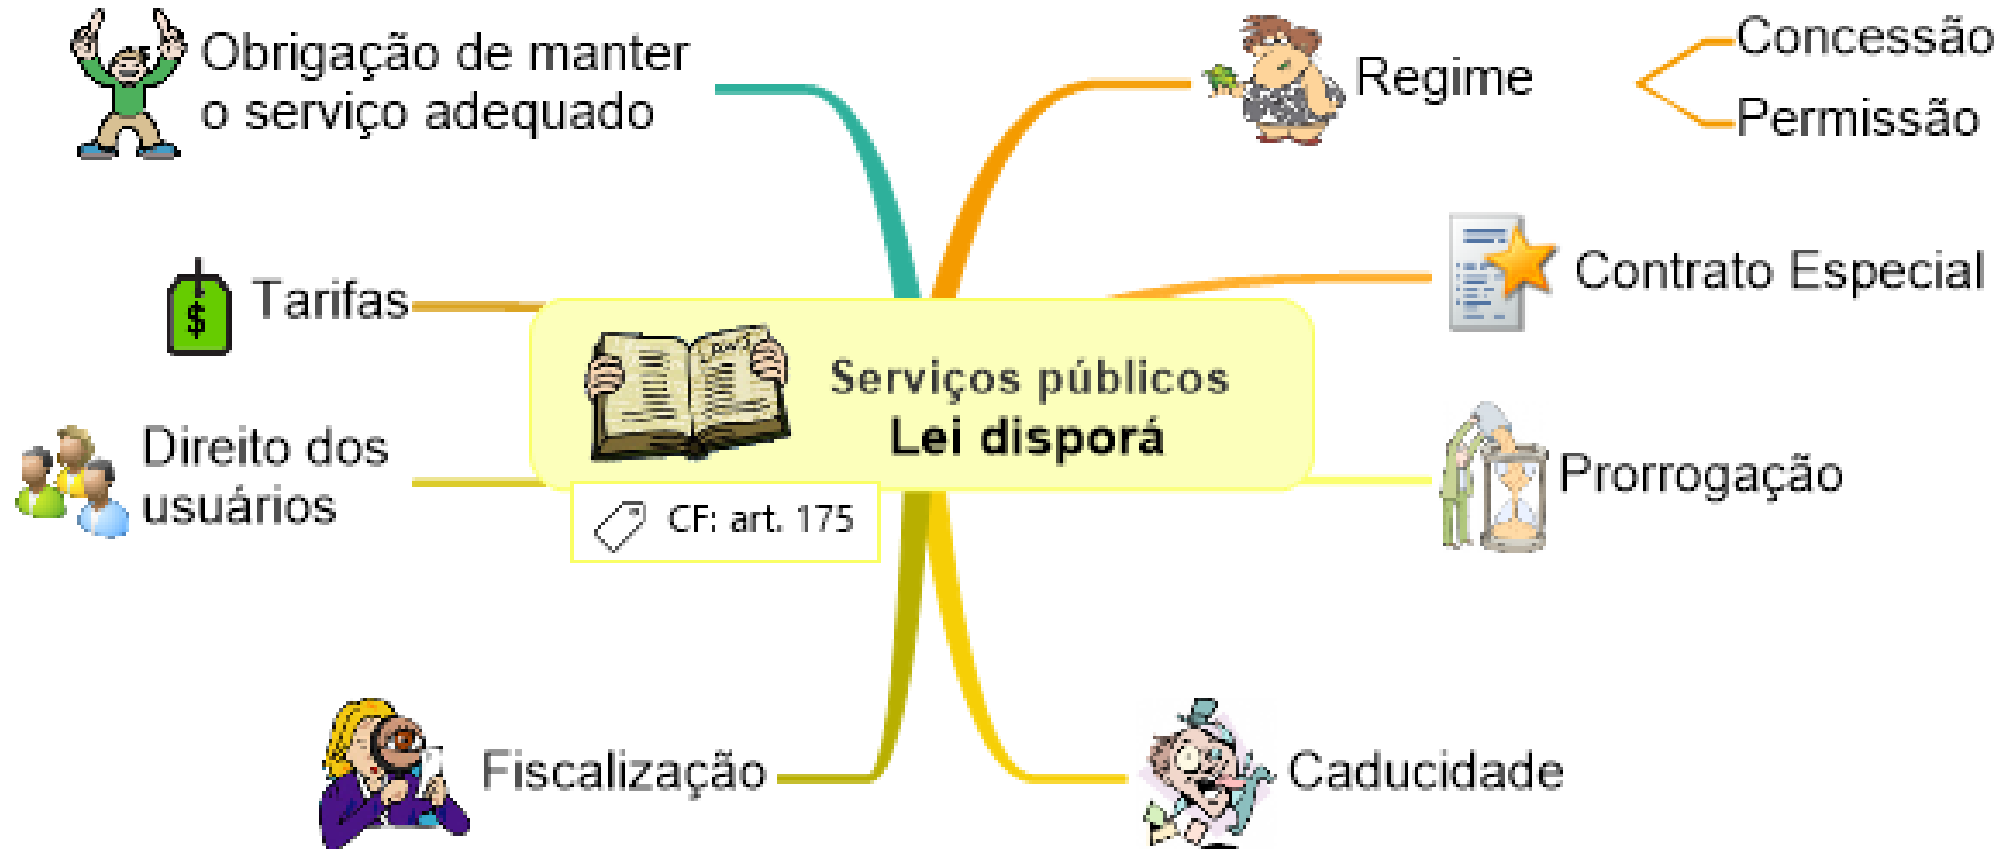 Obrigação de manter
o serviço adequado
Regime
Concessão
Permissão
Tarifas
$
Contrato Especial
Serviços públicos
Lei disporá
CF: art. 175
Direito dos
usuários
Prorrogação
Fiscalização
Caducidade